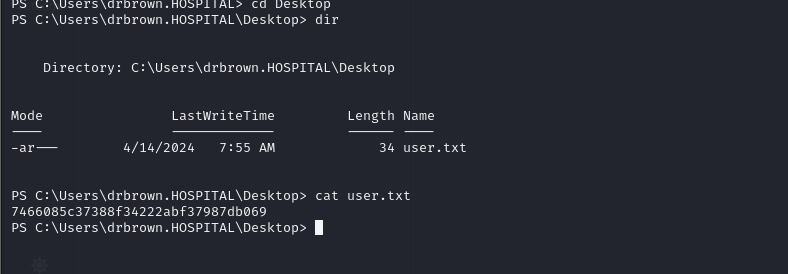 PS C:\Users\drbrown.HOSPITAL> cd Desktop
PS C:\Users\drbrown.HOSPITAL\Desktop> dir
Directory: C:\Users\drbrown.HOSPITAL\Desktop
Mode LastWriteTime Length Name
---- ------------- ------ ----
-ar--- 4/14/2024 7:55 AM 34 user.txt
PS C:\Users\drbrown.HOSPITAL\Desktop> cat user.txt
7466085c37388f34222abf37987db069
PS C:\Users\drbrown.HOSPITAL\Desktop>